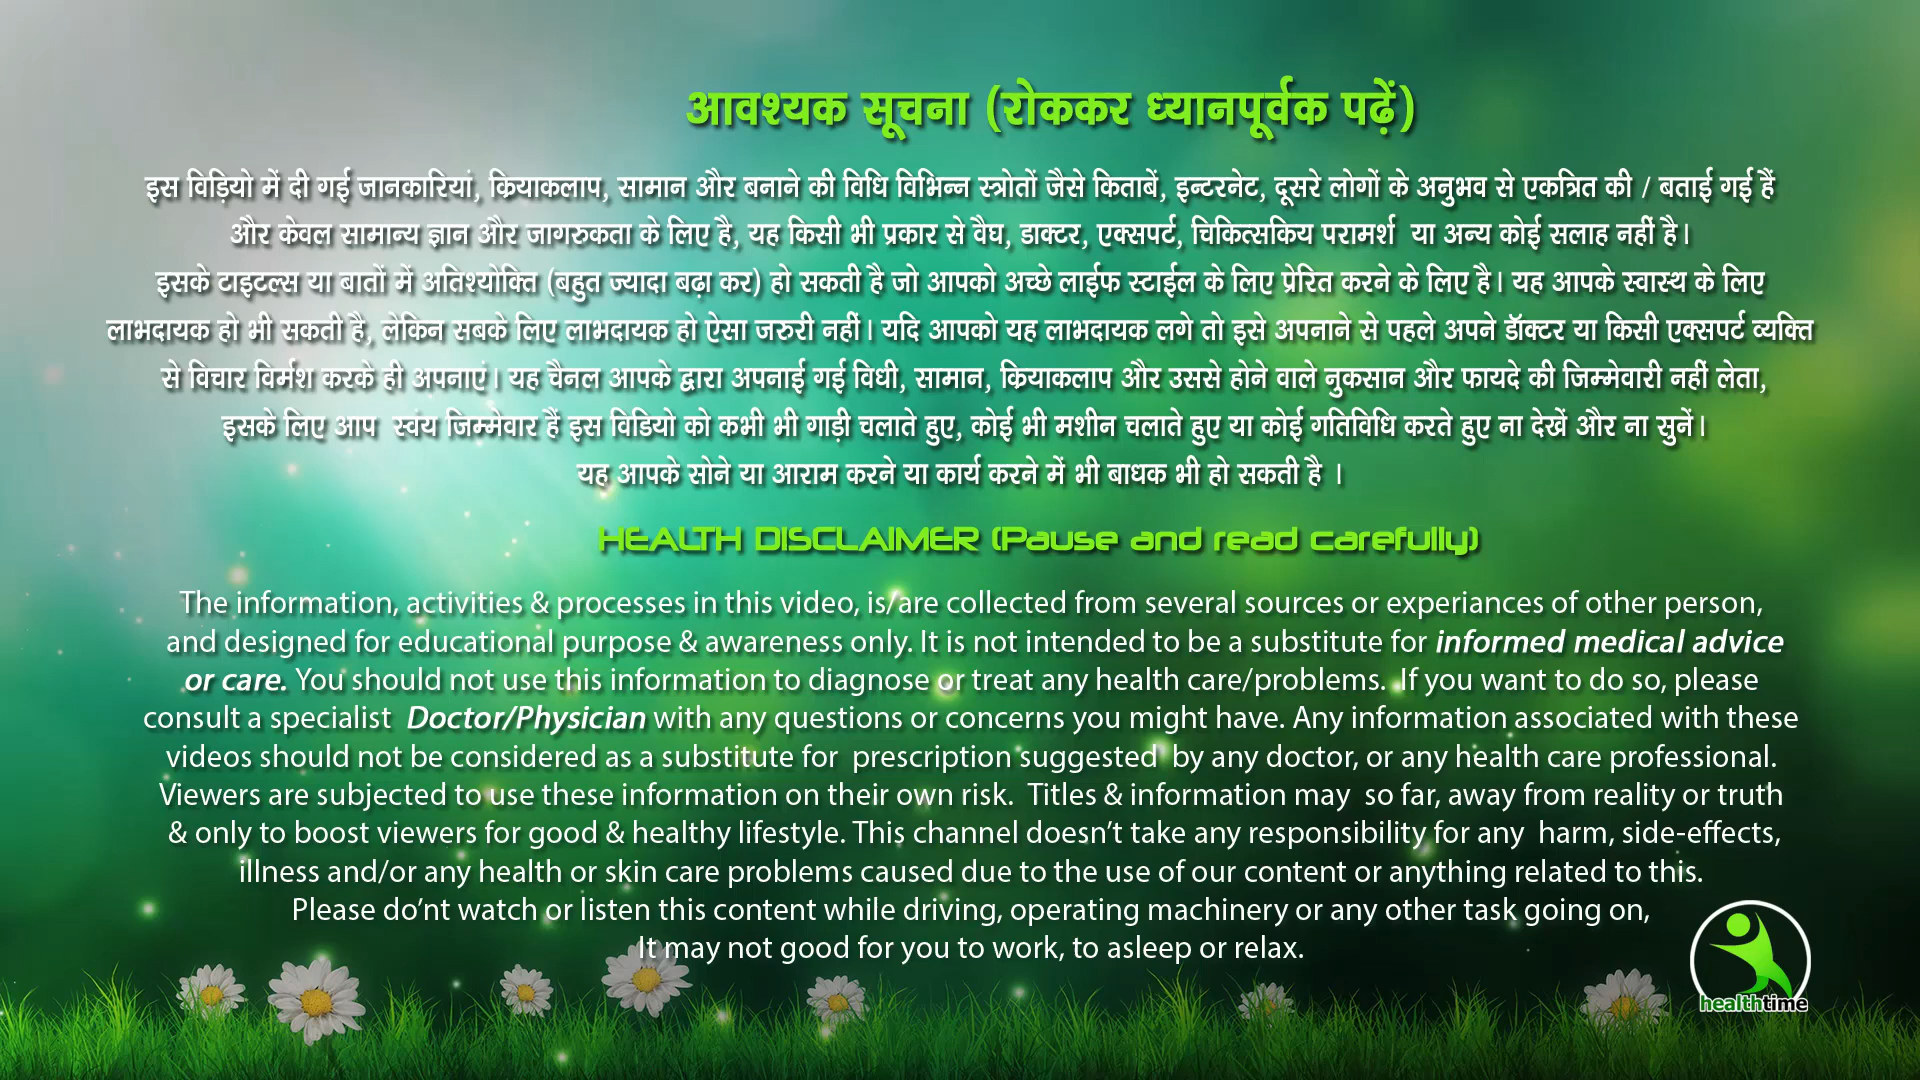 आवश्यक सूचना (रोककर ध्यानपूर्वक पढ़ें)
इस विड़ियो में दी गई जानकारियां, क्रियाकलाप, सामान और बनाने की विधि विभिन्न स्त्रोतों जैसे किताबें, इन्टरनेट, दूसरे लोगों के अनुभव से एकत्रित की / बताई गई हैं
और केवल सामान्य ज्ञान और जागरुकता के लिए है, यह किसी भी प्रकार से वैघ, डाक्टर, एक्सपर्ट, चिकित्सकिय परामर्श या अन्य कोई सलाह नहीं है।
इसके टाइटल्स या बातों में अतिश्योक्ति (बहुत ज्यादा बढ़ा कर) हो सकती है जो आपको अच्छे लाईफ स्टाईल के लिए प्रेरित करने के लिए है। यह आपके स्वास्थ के लिए
लाभदायक हो भी सकती है, लेकिन सबके लिए लाभदायक हो ऐसा जरुरी नहीं। यदि आपको यह लाभदायक लगे तो इसे अपनाने से पहले अपने डॉक्टर या किसी एक्सपर्ट व्यक्ति
से विचार विर्मश करके ही अपनाएं। यह चैनल आपके द्वारा अपनाई गई विधी, सामान, क्रियाकलाप और उससे होने वाले नुकसान और फायदे की जिम्मेवारी नहीं लेता,
इसके लिए आप स्वंय जिम्मेवार हैं इस विडियो को कभी भी गाड़ी चलाते हुए, कोई भी मशीन चलाते हुए या कोई गतिविधि करते हुए ना देखें और ना सुनें।
यह आपके सोने या आराम करने या कार्य करने में भी बाधक भी हो सकती है ।
HEALTH DISCLAIMER (Pause and read carefully)
The information, activities & processes in this video, is/are collected from several sources or experiances of other person,
and designed for educational purpose & awareness only. It is not intended to be a substitute for informed medical advice
or care. You should not use this information to diagnose or treat any health care/problems. If you want to do so, please
consult a specialist Doctor/Physician with any questions or concerns you might have. Any information associated with these
videos should not be considered as a substitute for prescription suggested by any doctor, or any health care professional.
Viewers are subjected to use these information on their own risk. Titles & information may so far, away from reality or truth
& only to boost viewers for good & healthy lifestyle. This channel doesn't take any responsibility for any harm, side-effects,
illness and/or any health or skin care problems caused due to the use of our content or anything related to this.
Please do'nt watch or listen this content while driving, operating machinery or any other task going on,
It may not good for you to work, to asleep or relax.
healthtime